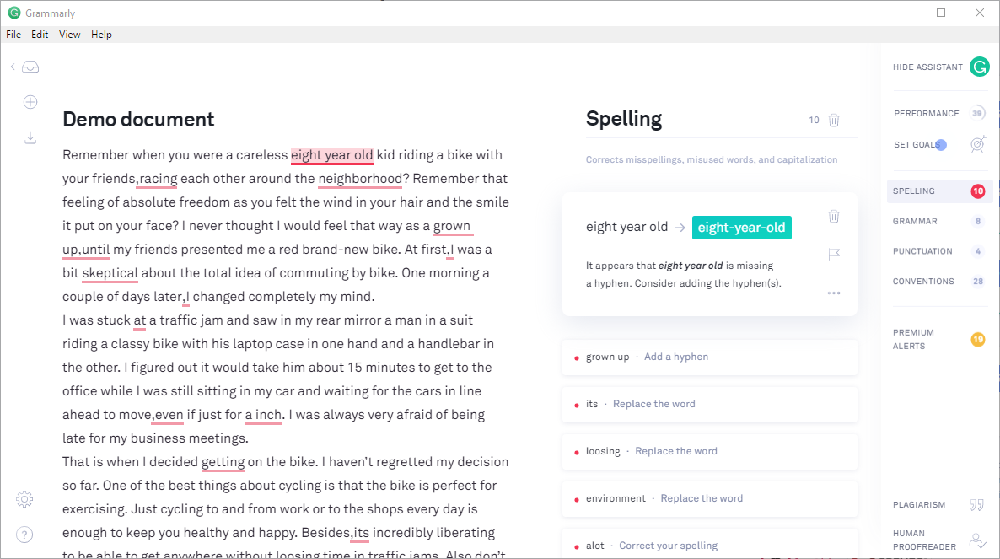 Grammarly
File Edit View Help
Demo document
Remember when you were a careless eight year old kid riding a bike with
your friends,racing each other around the neighborhood? Remember that
feeling of absolute freedom as you felt the wind in your hair and the smile
it put on your face? I never thought I would feel that way as a grown
up,until my friends presented me a red brand-new bike. At first,I was a
bit skeptical about the total idea of commuting by bike. One morning a
couple of days later,I changed completely my mind.
I was stuck at a traffic jam and saw in my rear mirror a man in a suit
riding a classy bike with his laptop case in one hand and a handlebar in
the other. I figured out it would take him about 15 minutes to get to the
office while I was still sitting in my car and waiting for the cars in line
ahead to move,even if just for a inch. I was always very afraid of being
late for my business meetings.
That is when I decided getting on the bike. I haven’t regretted my decision
so far. One of the best things about cycling is that the bike is perfect for
exercising. Just cycling to and from work or to the shops every day is
enough to keep you healthy and happy. Besides,its incredibly liberating
to be able to get anywhere without loosing time in traffic jams. Also don’t
Spelling 10
Corrects misspellings, misused words, and capitalization
eight year old → eight-year-old
It appears that eight year old is missing
a hyphen. Consider adding the hyphen(s).
grown up · Add a hyphen
its · Replace the word
loosing · Replace the word
environment · Replace the word
alot · Correct your spelling
HIDE ASSISTANT
PERFORMANCE 39
SET GOALS
SPELLING 10
GRAMMAR 8
PUNCTUATION 4
CONVENTIONS 28
PREMIUM
ALERTS 19
PLAGIARISM
HUMAN
PROOFREADER